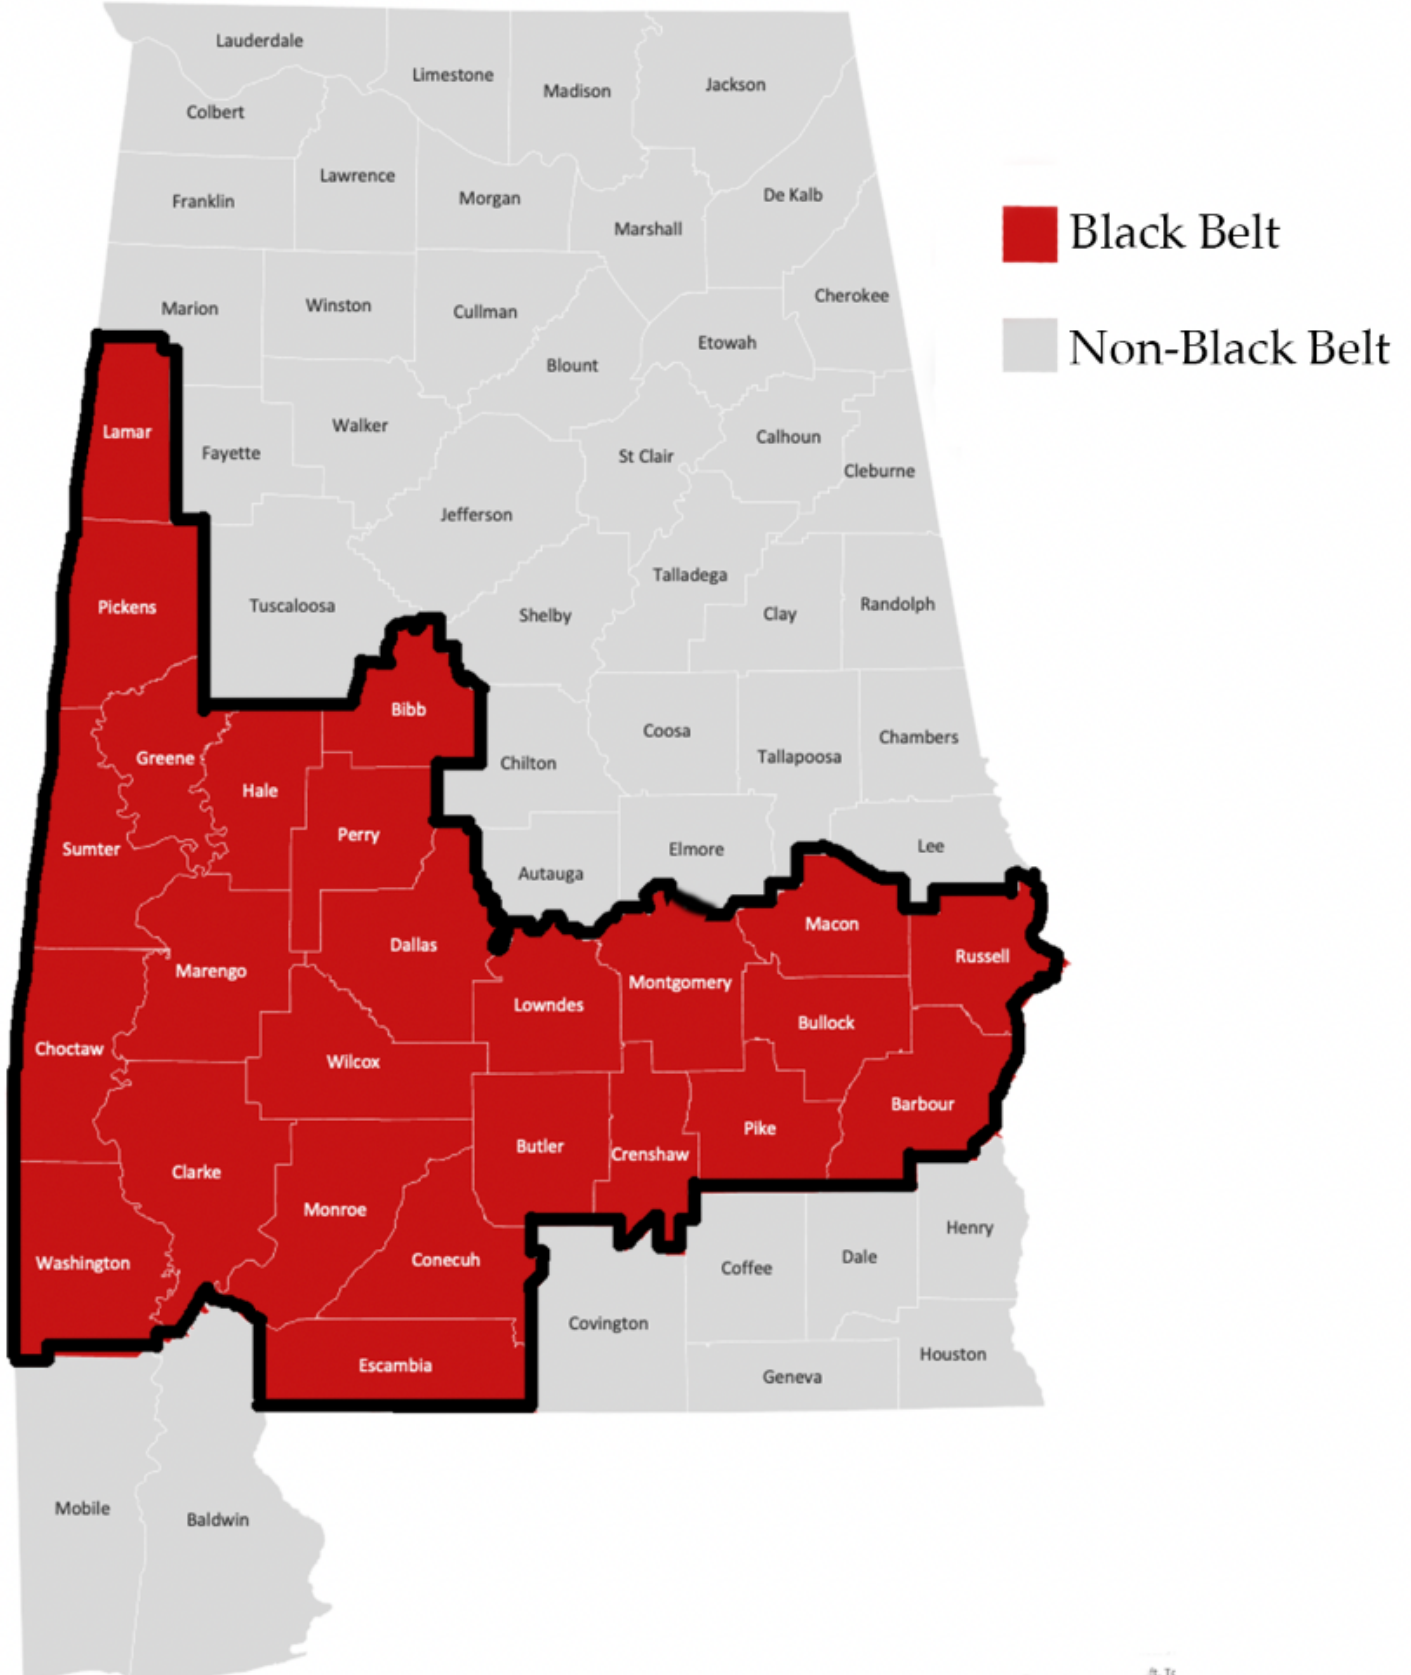 Lauderdale
Limestone
Madison
Jackson
Colbert
Lawrence
Franklin
Morgan
De Kalb
Marshall
Black Belt
Marion
Winston
Cullman
Cherokee
Etowah
Non-Black Belt
Blount
Lamar
Fayette
Walker
St Clair
Calhoun
Cleburne
Jefferson
Talladega
Pickens
Tuscaloosa
Shelby
Clay
Randolph
Bibb
Coosa
Chambers
Greene
Chilton
Tallapoosa
Hale
Perry
Sumter
Elmore
Lee
Autauga
Macon
Dallas
Russell
Marengo
Montgomery
Lowndes
Bullock
Choctaw
Wilcox
Barbour
Pike
Butler
Crenshaw
Clarke
Monroe
Henry
Washington
Conecuh
Coffee
Dale
Covington
Escambia
Houston
Geneva
Mobile
Baldwin